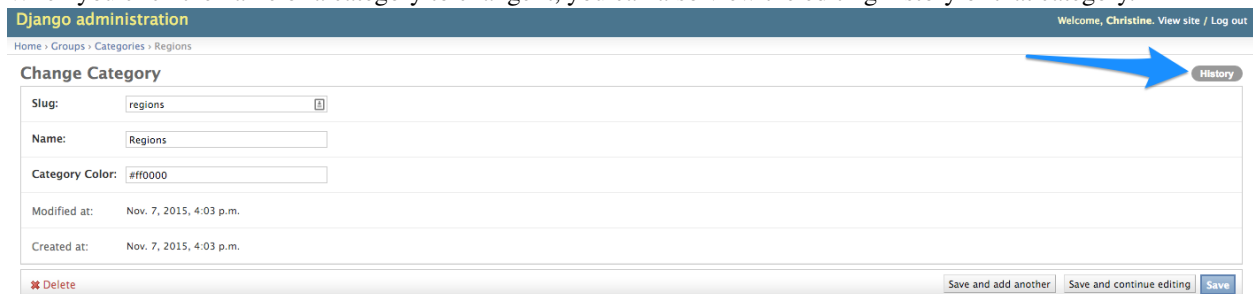 Django administration
Welcome, Christine. View site / Log out
Home › Groups › Categories › Regions
Change Category
History
Slug: regions
Name: Regions
Category Color: #ff0000
Modified at: Nov. 7, 2015, 4:03 p.m.
Created at: Nov. 7, 2015, 4:03 p.m.
Delete
Save and add another Save and continue editing Save